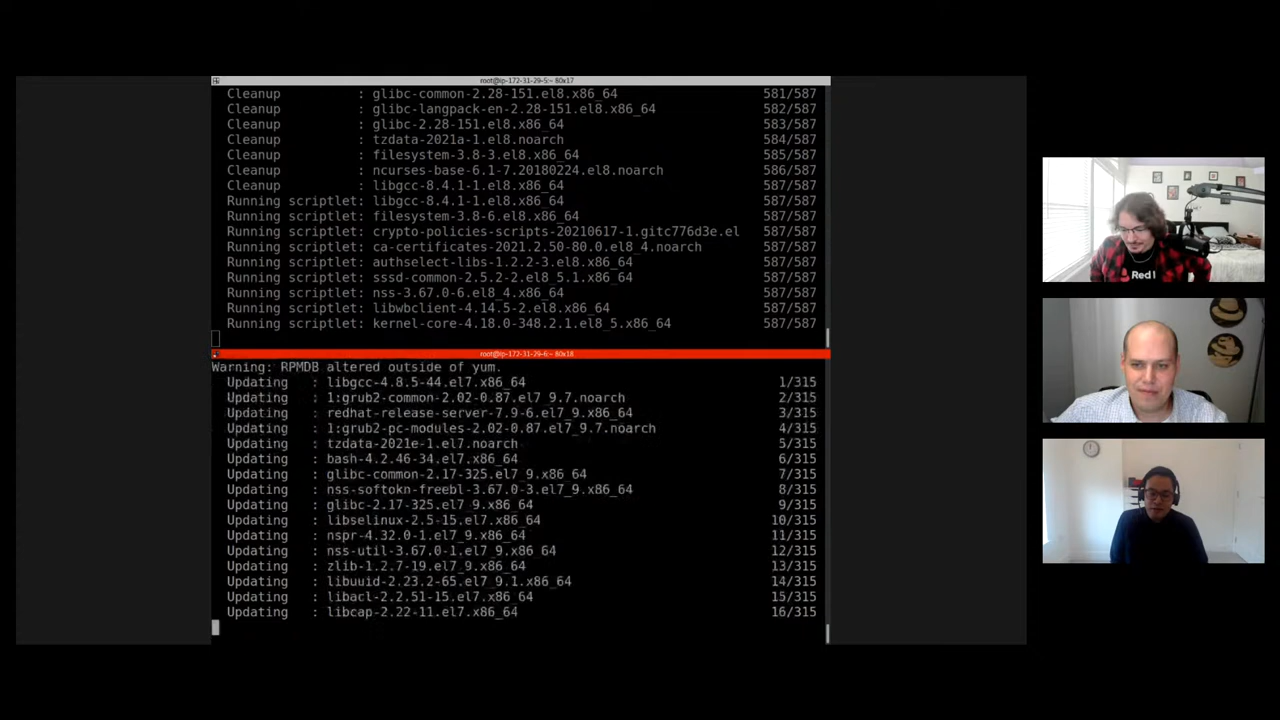 root@ip-172-31-29-5:~ 80x17
Cleanup : glibc-common-2.28-151.el8.x86_64 581/587
Cleanup : glibc-langpack-en-2.28-151.el8.x86_64 582/587
Cleanup : glibc-2.28-151.el8.x86_64 583/587
Cleanup : tzdata-2021a-1.el8.noarch 584/587
Cleanup : filesystem-3.8-3.el8.x86_64 585/587
Cleanup : ncurses-base-6.1-7.20180224.el8.noarch 586/587
Cleanup : libgcc-8.4.1-1.el8.x86_64 587/587
Running scriptlet: libgcc-8.4.1-1.el8.x86_64 587/587
Running scriptlet: filesystem-3.8-6.el8.x86_64 587/587
Running scriptlet: crypto-policies-scripts-20210617-1.gitc776d3e.el 587/587
Running scriptlet: ca-certificates-2021.2.50-80.0.el8_4.noarch 587/587
Running scriptlet: authselect-libs-1.2.2-3.el8.x86_64 587/587
Running scriptlet: sssd-common-2.5.2-2.el8_5.1.x86_64 587/587
Running scriptlet: nss-3.67.0-6.el8_4.x86_64 587/587
Running scriptlet: libwbclient-4.14.5-2.el8.x86_64 587/587
Running scriptlet: kernel-core-4.18.0-348.2.1.el8_5.x86_64 587/587
root@ip-172-31-29-6:~ 80x18
Warning: RPMDB altered outside of yum.
Updating : libgcc-4.8.5-44.el7.x86_64 1/315
Updating : 1:grub2-common-2.02-0.87.el7_9.7.noarch 2/315
Updating : redhat-release-server-7.9-6.el7_9.x86_64 3/315
Updating : 1:grub2-pc-modules-2.02-0.87.el7_9.7.noarch 4/315
Updating : tzdata-2021e-1.el7.noarch 5/315
Updating : bash-4.2.46-34.el7.x86_64 6/315
Updating : glibc-common-2.17-325.el7_9.x86_64 7/315
Updating : nss-softokn-freebl-3.67.0-3.el7_9.x86_64 8/315
Updating : glibc-2.17-325.el7_9.x86_64 9/315
Updating : libselinux-2.5-15.el7.x86_64 10/315
Updating : nspr-4.32.0-1.el7_9.x86_64 11/315
Updating : nss-util-3.67.0-1.el7_9.x86_64 12/315
Updating : zlib-1.2.7-19.el7_9.x86_64 13/315
Updating : libuuid-2.23.2-65.el7_9.1.x86_64 14/315
Updating : libacl-2.2.51-15.el7.x86_64 15/315
Updating : libcap-2.22-11.el7.x86_64 16/315
Red